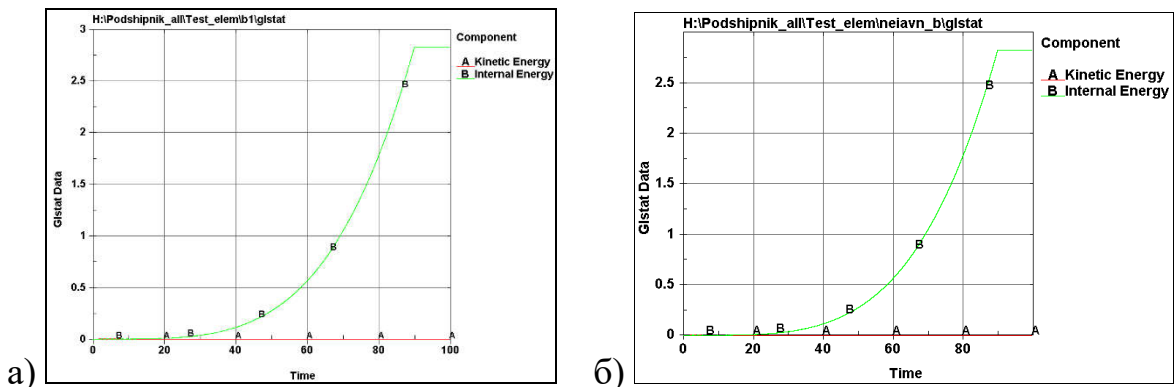 H:\Podshipnik_all\Test_elem\b1\glstat
Component
A Kinetic Energy
B Internal Energy
Glstat Data
3
2.5
2
1.5
1
0.5
0
B
B
B
B
B
A
A
A
A
A
0
20
40
60
80
100
Time
а)
H:\Podshipnik_all\Test_elem\neiavn_b\glstat
Component
A Kinetic Energy
B Internal Energy
Glstat Data
2.5
2
1.5
1
0.5
0
B
B
B
B
B
A
A
A
A
A
0
20
40
60
80
Time
б)